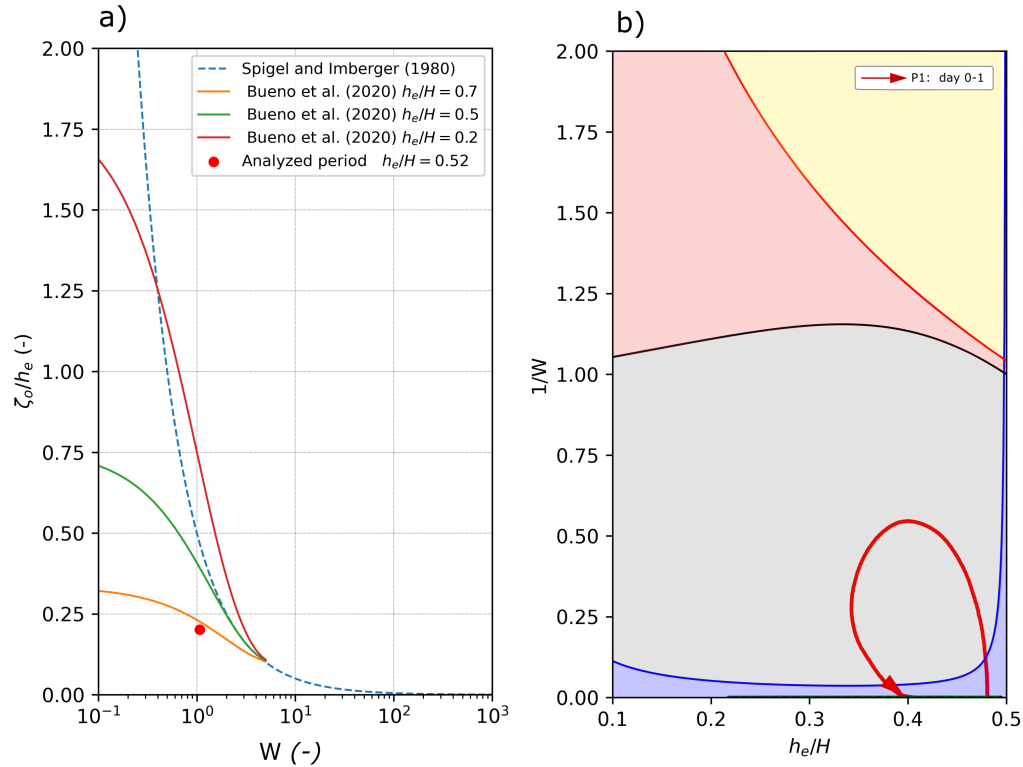 a)
2.00
1.75
1.50
1.25
1.00
0.75
0.50
0.25
0.00
ζₒ/hₑ (-)
10⁻¹
10⁰
10¹
10²
10³
W (-)
Spigel and Imberger (1980)
Bueno et al. (2020) hₑ/H = 0.7
Bueno et al. (2020) hₑ/H = 0.5
Bueno et al. (2020) hₑ/H = 0.2
Analyzed period hₑ/H = 0.52
b)
2.00
1.75
1.50
1.25
1.00
0.75
0.50
0.25
0.00
1/W
0.1
0.2
0.3
0.4
0.5
hₑ/H
P1: day 0-1